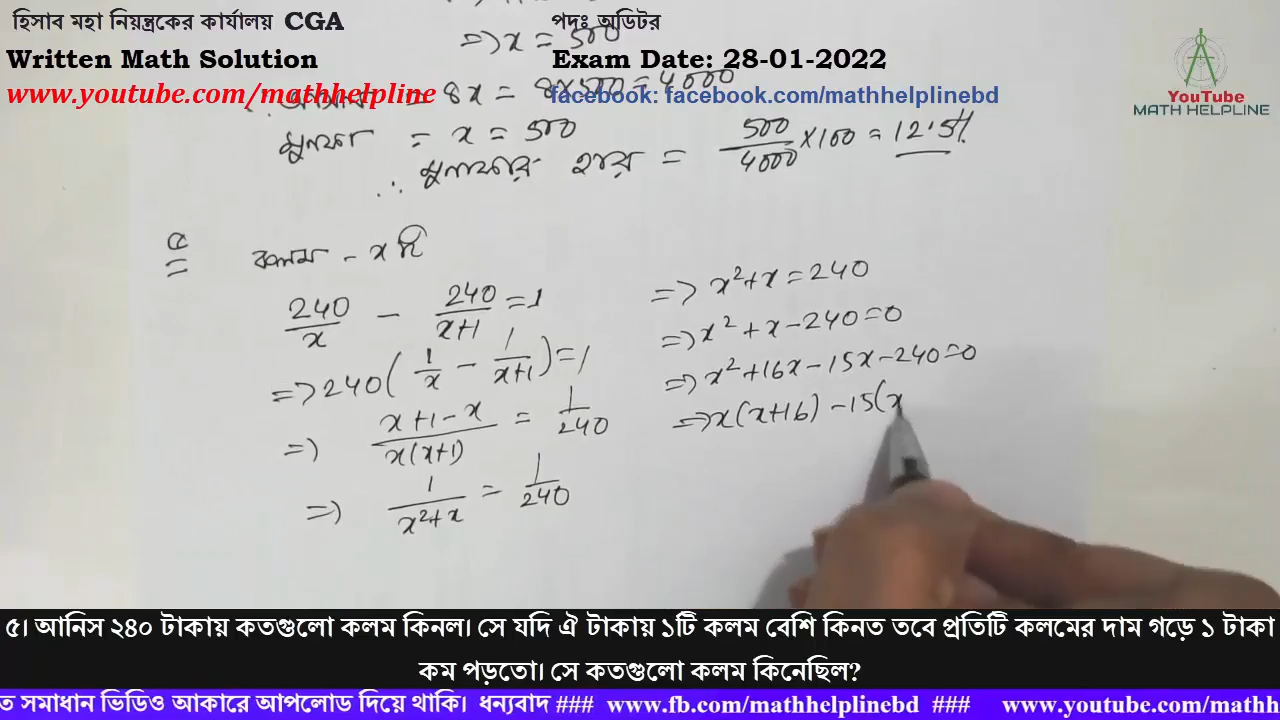 হিসাব মহা নিয়ন্ত্রকের কার্যালয় CGA
পদঃ অডিটর
Written Math Solution
Exam Date: 28-01-2022
www.youtube.com/mathhelpline
facebook: facebook.com/mathhelplinebd
YouTube
MATH HELPLINE
=> x = 500
= 8x = 8×500 = 4000
মুনাফা = x = 500
∴ মুনাফার হার = 500/4000 × 100 = 12.5%
৫
কলম - x টি
240/x - 240/(x+1) = 1
=> 240(1/x - 1/(x+1)) = 1
=> (x+1-x)/(x(x+1)) = 1/240
=> 1/(x²+x) = 1/240
=> x²+x = 240
=> x²+x-240=0
=> x²+16x-15x-240=0
=> x(x+16) -15(x
৫। আনিস ২৪০ টাকায় কতগুলো কলম কিনল। সে যদি ঐ টাকায় ১টি কলম বেশি কিনত তবে প্রতিটি কলমের দাম গড়ে ১ টাকা
কম পড়তো। সে কতগুলো কলম কিনেছিল?
ত সমাধান ভিডিও আকারে আপলোড দিয়ে থাকি। ধন্যবাদ ### www.fb.com/mathhelplinebd ### www.youtube.com/mathh